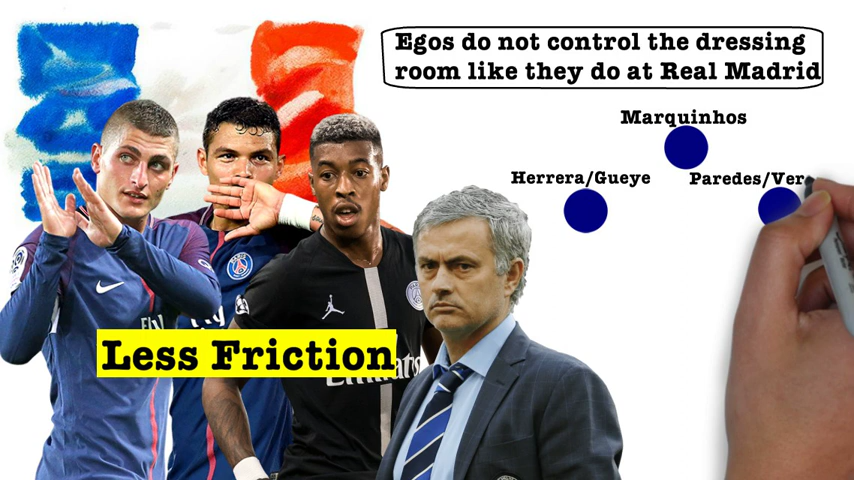 Egos do not control the dressing
room like they do at Real Madrid
Marquinhos
Herrera/Gueye
Paredes/Ver
Less Friction